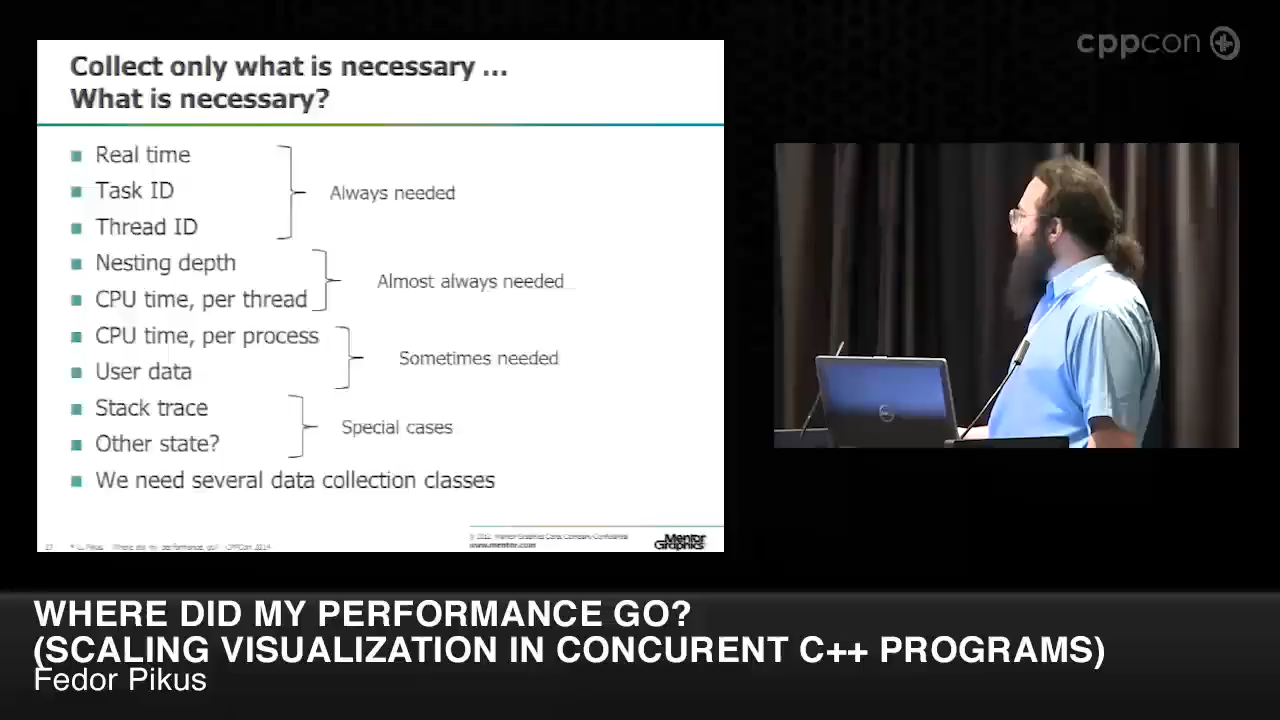 cppcon
Collect only what is necessary ...
What is necessary?
Real time
Task ID
Thread ID
Always needed
Nesting depth
CPU time, per thread
Almost always needed
CPU time, per process
User data
Sometimes needed
Stack trace
Other state?
Special cases
We need several data collection classes
www.mentor.com
Mentor
Graphics
WHERE DID MY PERFORMANCE GO?
(SCALING VISUALIZATION IN CONCURENT C++ PROGRAMS)
Fedor Pikus